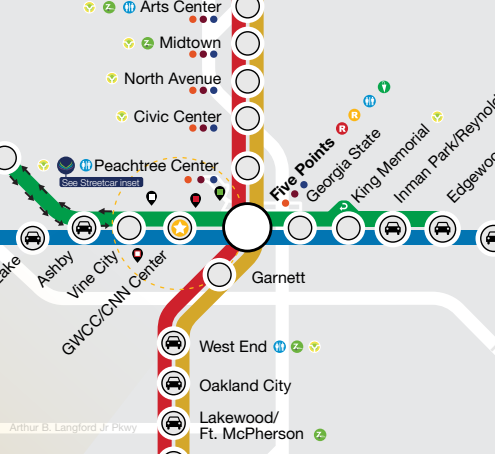 Arts Center
Midtown
North Avenue
Civic Center
Peachtree Center
See Streetcar inset
Five Points
R
R
Georgia State
King Memorial
Inman Park/Reynol
Edgewo
Ashby
Vine City
GWCC/CNN Center
Garnett
West End
Oakland City
Lakewood/
Ft. McPherson
Arthur B. Langford Jr Pkwy